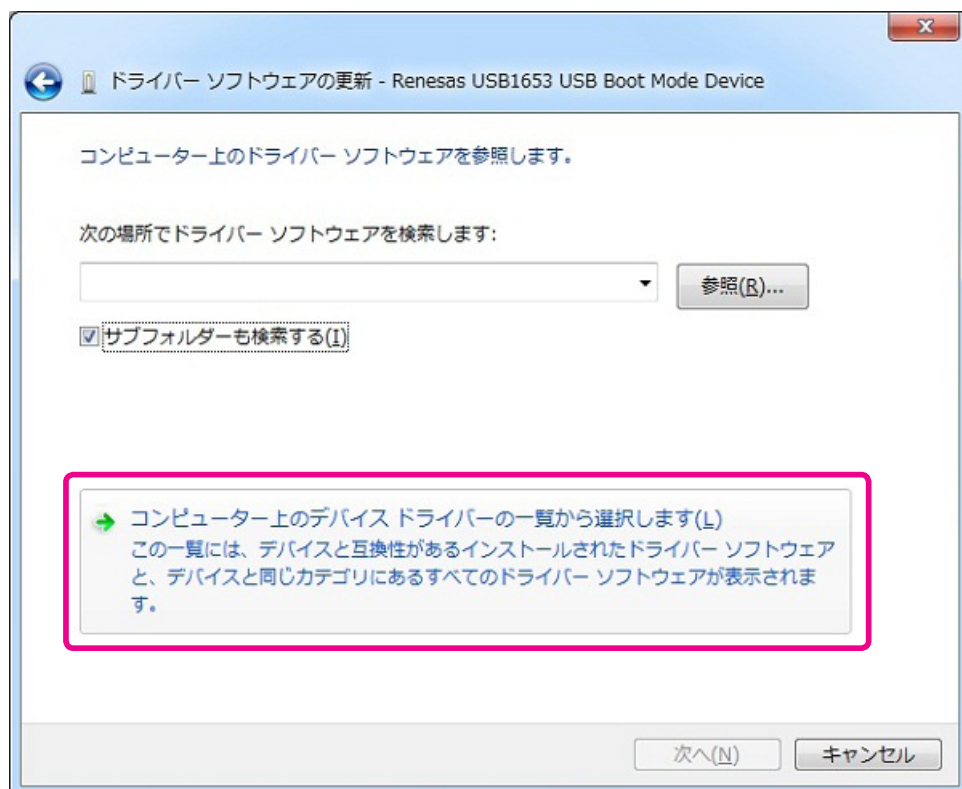 ドライバー ソフトウェアの更新 - Renesas USB1653 USB Boot Mode Device
コンピューター上のドライバー ソフトウェアを参照します。
次の場所でドライバー ソフトウェアを検索します:
参照(R)...
サブフォルダーも検索する(I)
コンピューター上のデバイス ドライバーの一覧から選択します(L)
この一覧には、デバイスと互換性があるインストールされたドライバー ソフトウェア
と、デバイスと同じカテゴリにあるすべてのドライバー ソフトウェアが表示されま
す。
次へ(N)
キャンセル